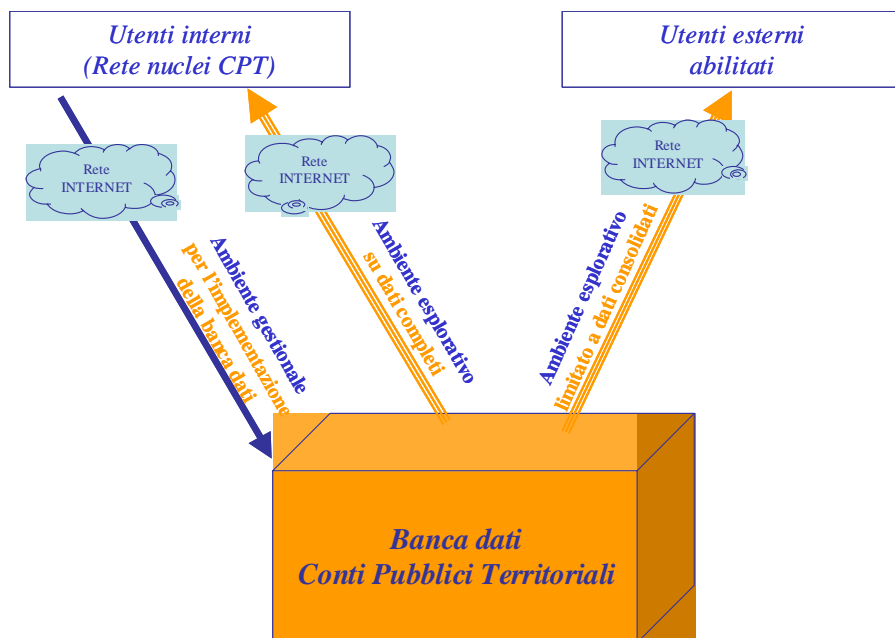 Utenti interni
(Rete nuclei CPT)
Utenti esterni
abilitati
Rete
INTERNET
Rete
INTERNET
Rete
INTERNET
Ambiente gestionale
per l'implementazione
della banca dati
Ambiente esplorativo
su dati completi
Ambiente esplorativo
limitato a dati consolidati
Banca dati
Conti Pubblici Territoriali